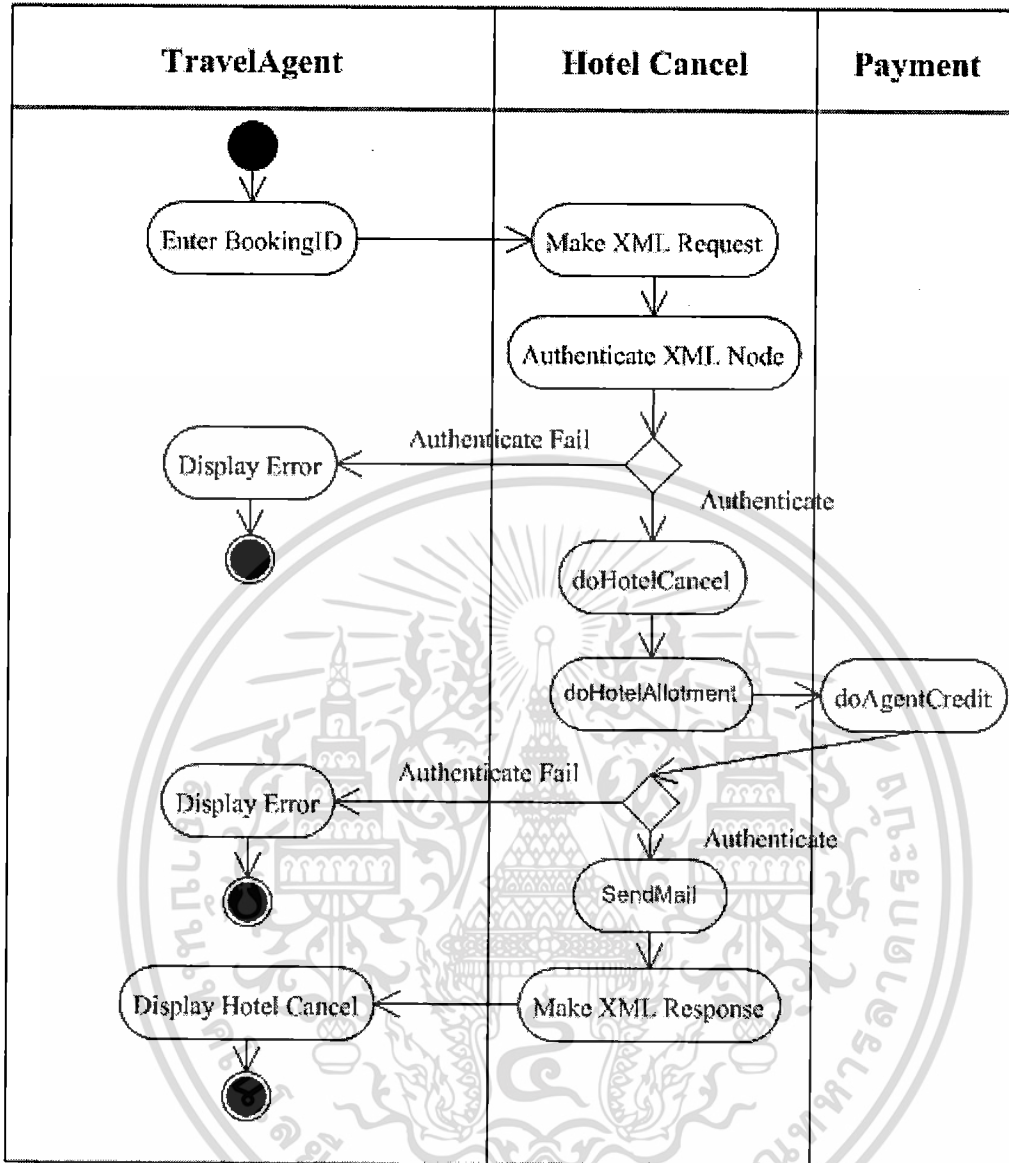 TravelAgent
Hotel Cancel
Payment
Enter BookingID
Make XML Request
Authenticate XML Node
Authenticate Fail
Display Error
Authenticate
doHotelCancel
doHotelAllotment
doAgentCredit
Authenticate Fail
Display Error
Authenticate
SendMail
Display Hotel Cancel
Make XML Response